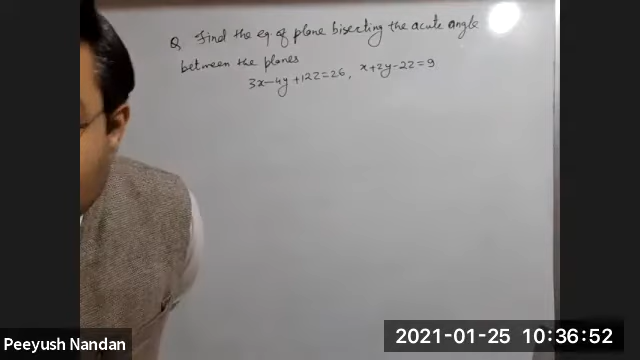 Q Find the eq of plane bisecting the acute angle
between the planes
3x-4y+12z=26, x+2y-2z=9
Peeyush Nandan
2021-01-25 10:36:52